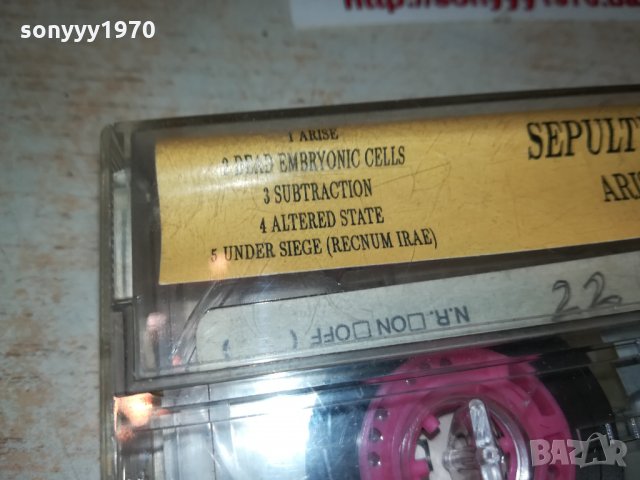 sonyyy1970
1 ARISE
2 DEAD EMBRYONIC CELLS
3 SUBTRACTION
4 ALTERED STATE
5 UNDER SIEGE (RECNUM IRAE)
SEPULT
ARIS
22
N.R. □ON □OFF ( )
BAZAR